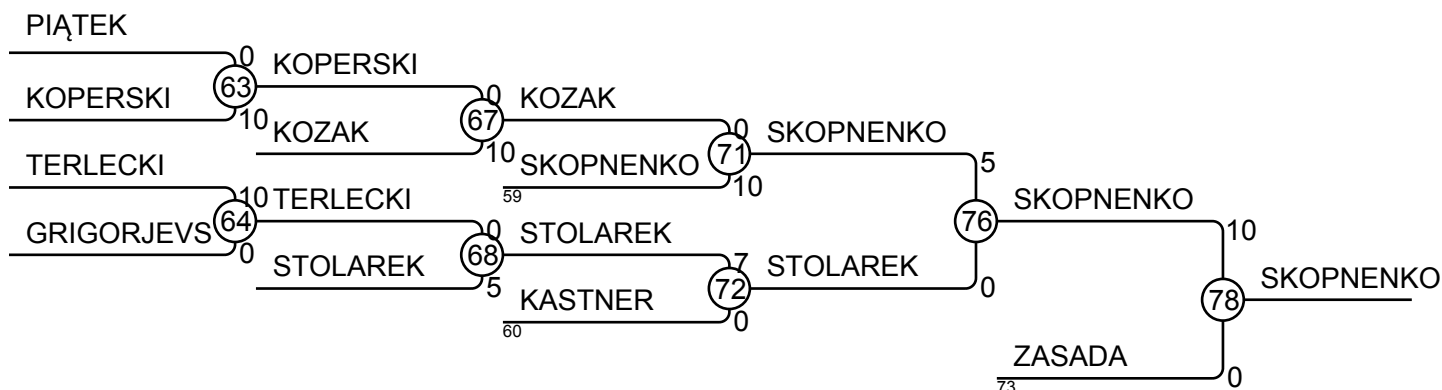 PIĄTEK
0
63
KOPERSKI
10
KOPERSKI
0
67
KOZAK
10
TERLECKI
10
64
GRIGORJEVS
0
TERLECKI
0
68
STOLAREK
5
KOZAK
0
71
SKOPNENKO
10
59
STOLAREK
7
72
KASTNER
0
60
SKOPNENKO
5
76
STOLAREK
0
SKOPNENKO
10
78
ZASADA
0
73
SKOPNENKO